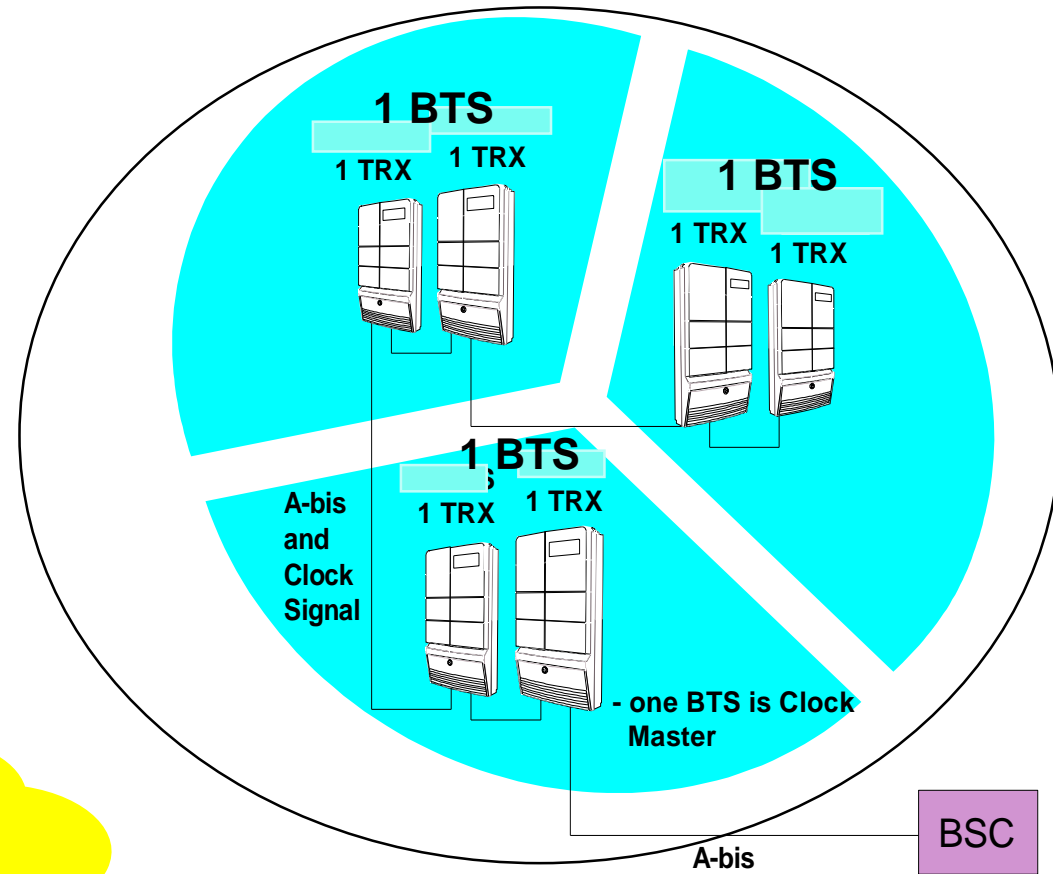 1 BTS
1 TRX
1 TRX
1 BTS
1 TRX
1 TRX
1 BTS
1 TRX
1 TRX
A-bis
and
Clock
Signal
- one BTS is Clock
Master
BSC
A-bis